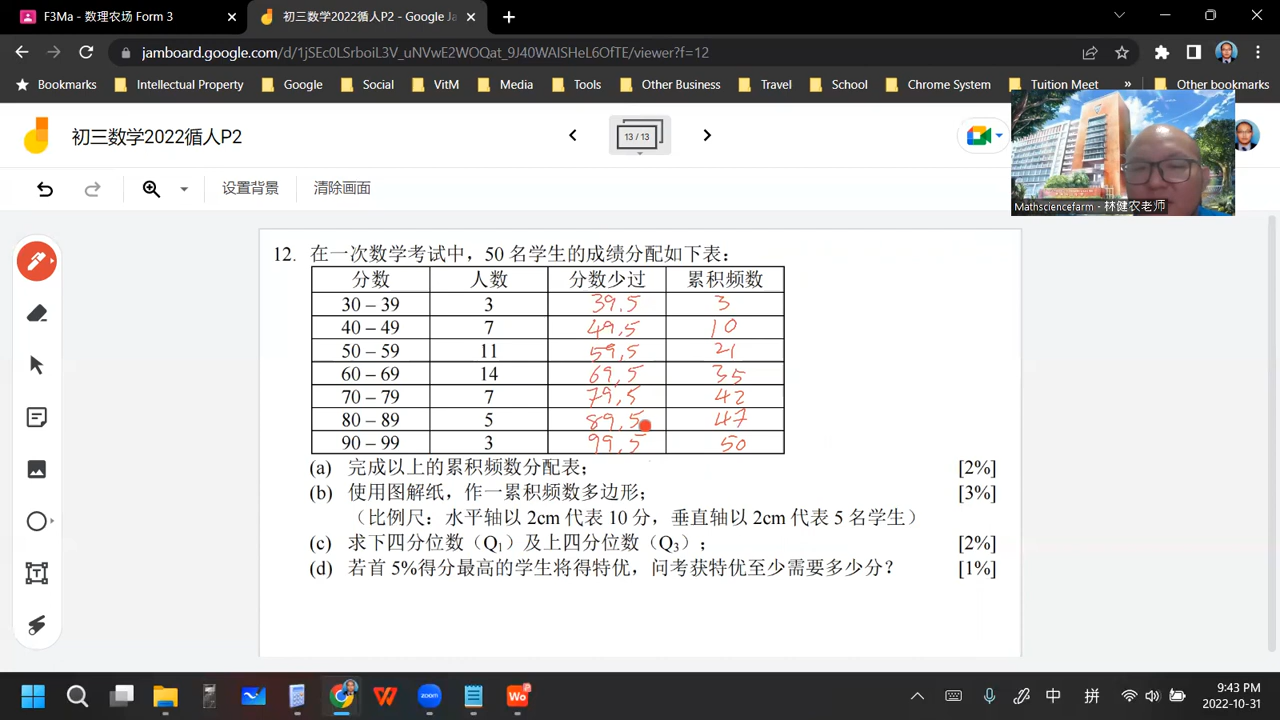 F3Ma - 数理农场 Form 3
初三数学2022循人P2 - Google Ja
jamboard.google.com/d/1jSEc0LSrboiL3V_uNVwE2WOQat_9J40WAISHeL6OfTE/viewer?f=12
Bookmarks Intellectual Property Google Social VitM Media Tools Other Business Travel School Chrome System Tuition Meet » Other bookmarks
初三数学2022循人P2
13 / 13
设置背景 清除画面
Mathsciencefarm - 林健农老师
12. 在一次数学考试中，50 名学生的成绩分配如下表：
分数 人数 分数少过 累积频数
30 – 39 3 39.5 3
40 – 49 7 49.5 10
50 – 59 11 59.5 21
60 – 69 14 69.5 35
70 – 79 7 79.5 42
80 – 89 5 89.5 47
90 – 99 3 99.5 50
(a) 完成以上的累积频数分配表； [2%]
(b) 使用图解纸，作一累积频数多边形； [3%]
（比例尺：水平轴以 2cm 代表 10 分，垂直轴以 2cm 代表 5 名学生）
(c) 求下四分位数（Q1）及上四分位数（Q3）； [2%]
(d) 若首 5%得分最高的学生将得特优，问考获特优至少需要多少分？ [1%]
zoom Wo 中 拼 9:43 PM
2022-10-31